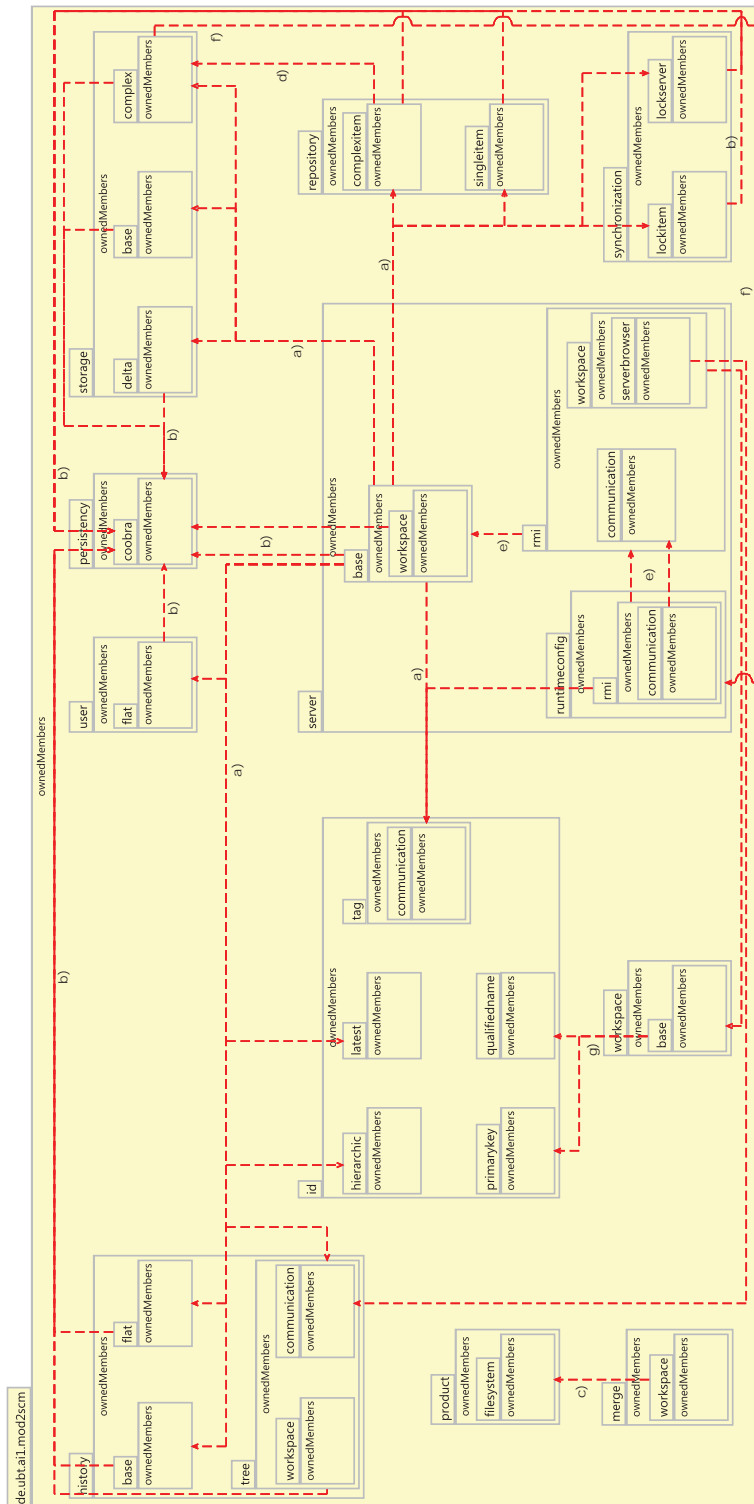 de.ubt.ai1.mod2scm
ownedMembers
b)
b)
history
ownedMembers
base
ownedMembers
flat
ownedMembers
tree
ownedMembers
workspace
ownedMembers
communication
ownedMembers
user
ownedMembers
flat
ownedMembers
b)
persistency
ownedMembers
coobra
ownedMembers
b)
storage
ownedMembers
delta
ownedMembers
base
ownedMembers
complex
ownedMembers
f)
a)
b)
a)
d)
id
ownedMembers
hierarchic
ownedMembers
latest
ownedMembers
tag
ownedMembers
communication
ownedMembers
primarykey
ownedMembers
qualifiedname
ownedMembers
server
ownedMembers
base
ownedMembers
workspace
ownedMembers
a)
a)
e)
rmi
ownedMembers
communication
ownedMembers
workspace
ownedMembers
serverbrowser
ownedMembers
runtimeconfig
ownedMembers
rmi
ownedMembers
communication
ownedMembers
e)
repository
ownedMembers
complexitem
ownedMembers
singleitem
ownedMembers
product
ownedMembers
filesystem
ownedMembers
c)
merge
ownedMembers
workspace
ownedMembers
g)
workspace
ownedMembers
base
ownedMembers
synchronization
ownedMembers
lockitem
ownedMembers
lockserver
ownedMembers
b)
f)